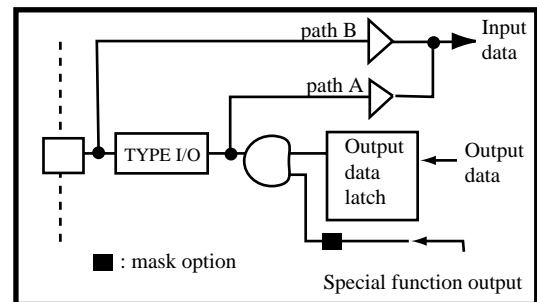 path B
Input
data
path A
TYPE I/O
Output
data
latch
Output
data
: mask option
Special function output